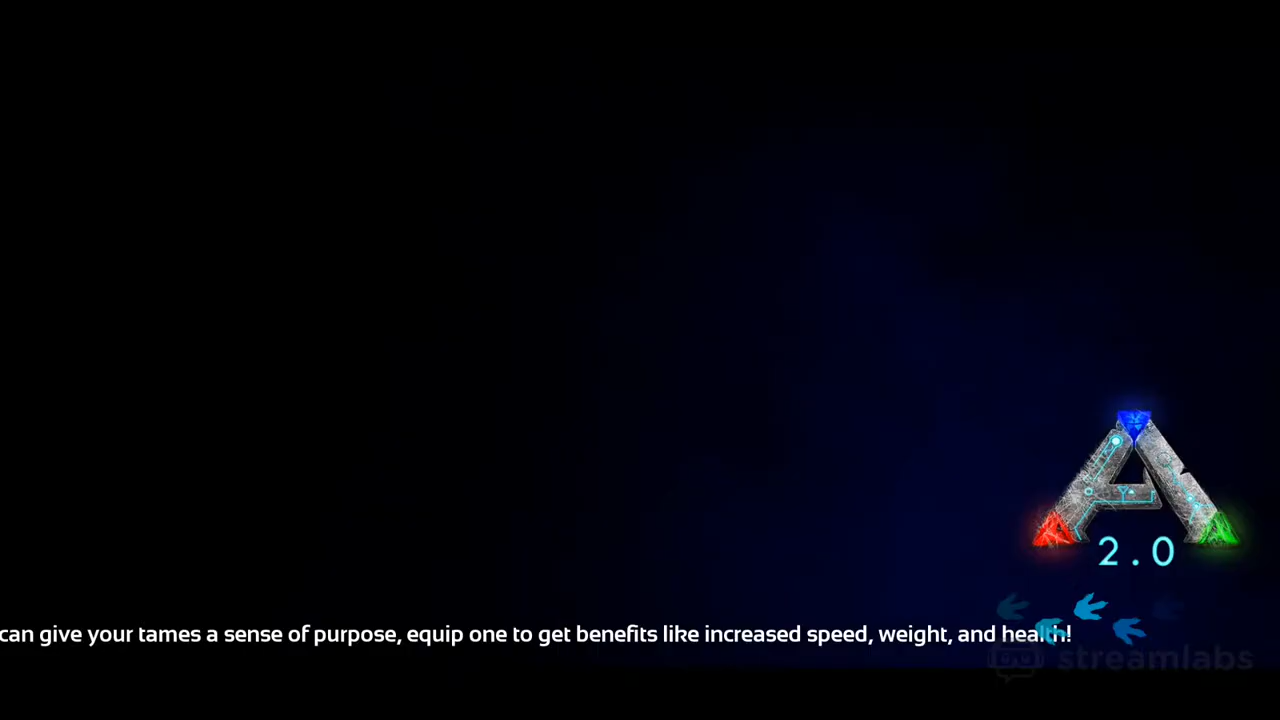 2.0
can give your tames a sense of purpose, equip one to get benefits like increased speed, weight, and health!
streamlabs